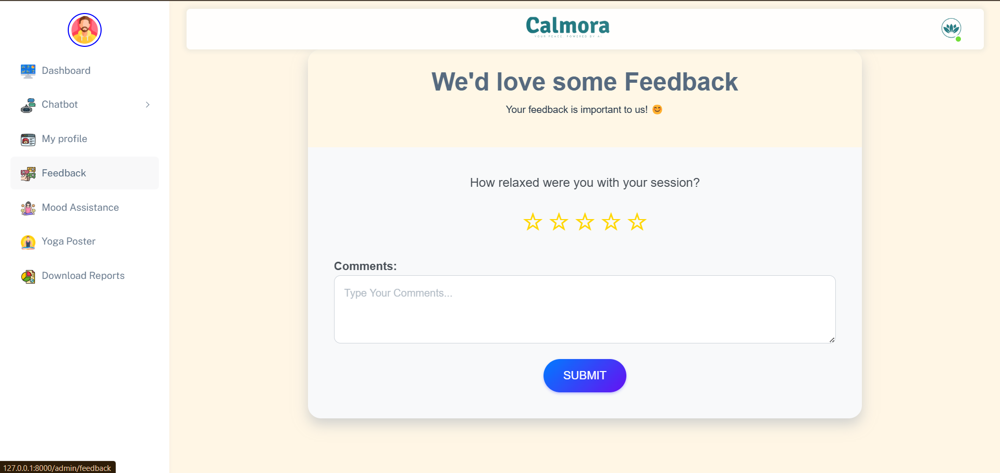 Calmora
YOUR PEACE, POWERED BY AI
Dashboard
Chatbot
My profile
Feedback
Mood Assistance
Yoga Poster
Download Reports
We'd love some Feedback
Your feedback is important to us! 😊
How relaxed were you with your session?
Comments:
Type Your Comments...
SUBMIT
127.0.0.1:8000/admin/feedback